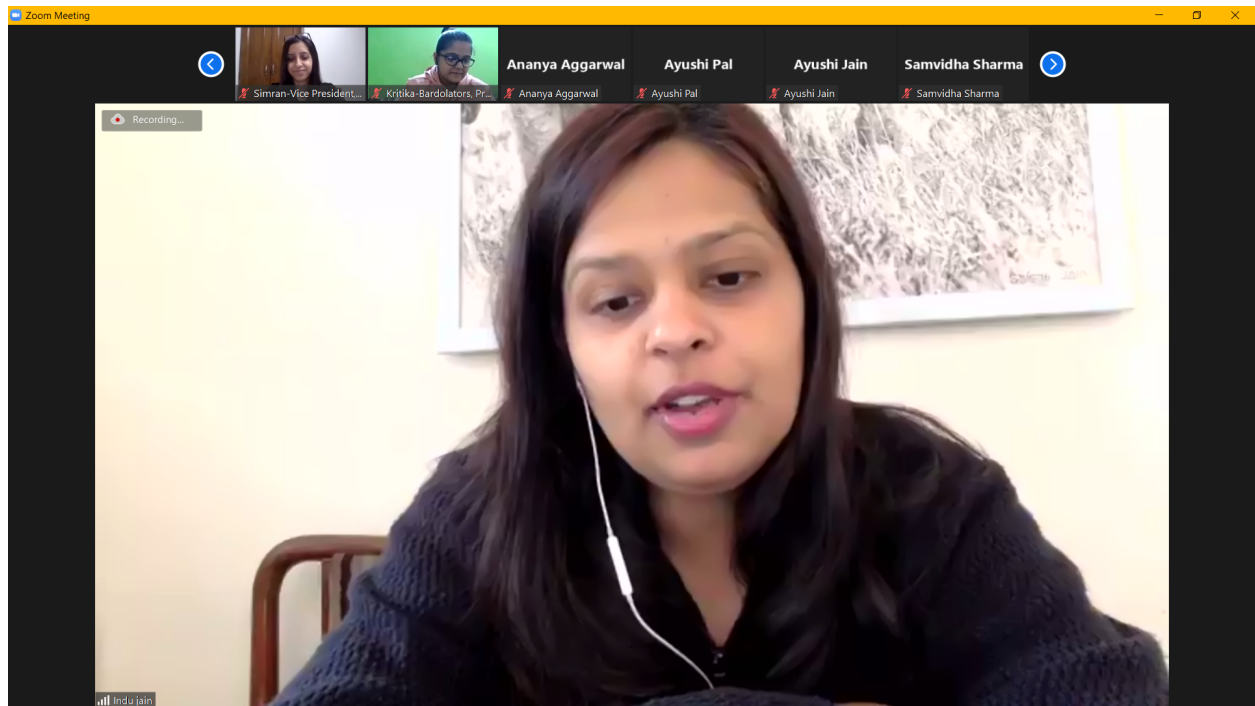 Zoom Meeting
Ananya Aggarwal
Ayushi Pal
Ayushi Jain
Samvidha Sharma
Simran-Vice President,...
Kritika-Bardolators, Pr...
Ananya Aggarwal
Ayushi Pal
Ayushi Jain
Samvidha Sharma
Recording...
Indu jain